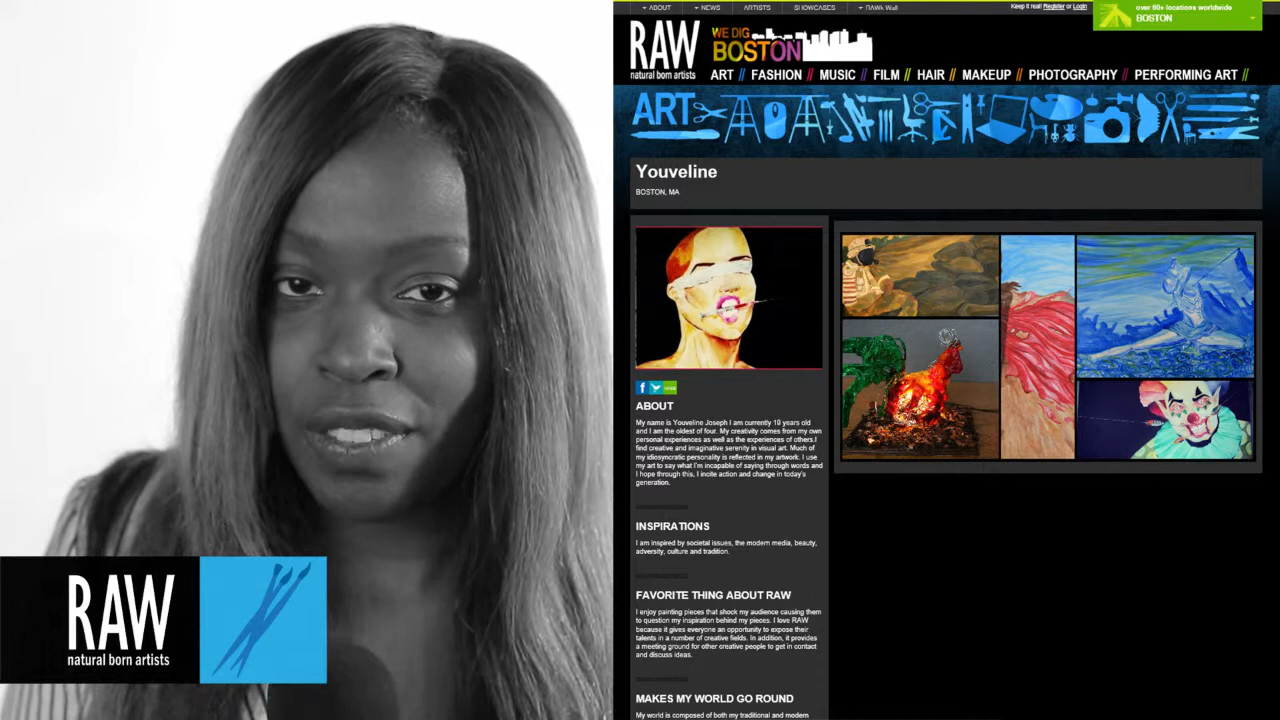 RAW
natural born artists
ABOUT NEWS ARTISTS SHOWCASES RAWk Wall
Keep it real! Register or Login
over 50+ locations worldwide
BOSTON
RAW
natural born artists
WE DIG
BOSTON
ART // FASHION // MUSIC // FILM // HAIR // MAKEUP // PHOTOGRAPHY // PERFORMING ART //
ART
Youveline
BOSTON, MA
f
ABOUT
My name is Youveline Joseph I am currently 19 years old
and I am the oldest of four. My creativity comes from my own
personal experiences as well as the experiences of others.I
find creative and imaginative serenity in visual art. Much of
my idiosyncratic personality is reflected in my artwork. I use
my art to say what I'm incapable of saying through words and
I hope through this, I incite action and change in today's
generation.
INSPIRATIONS
I am inspired by societal issues, the modern media, beauty,
adversity, culture and tradition.
FAVORITE THING ABOUT RAW
I enjoy painting pieces that shock my audience causing them
to question my inspiration behind my pieces. I love RAW
because it gives everyone an opportunity to expose their
talents in a number of creative fields. In addition, it provides
a meeting ground for other creative people to get in contact
and discuss ideas.
MAKES MY WORLD GO ROUND
My world is composed of both my traditional and modern